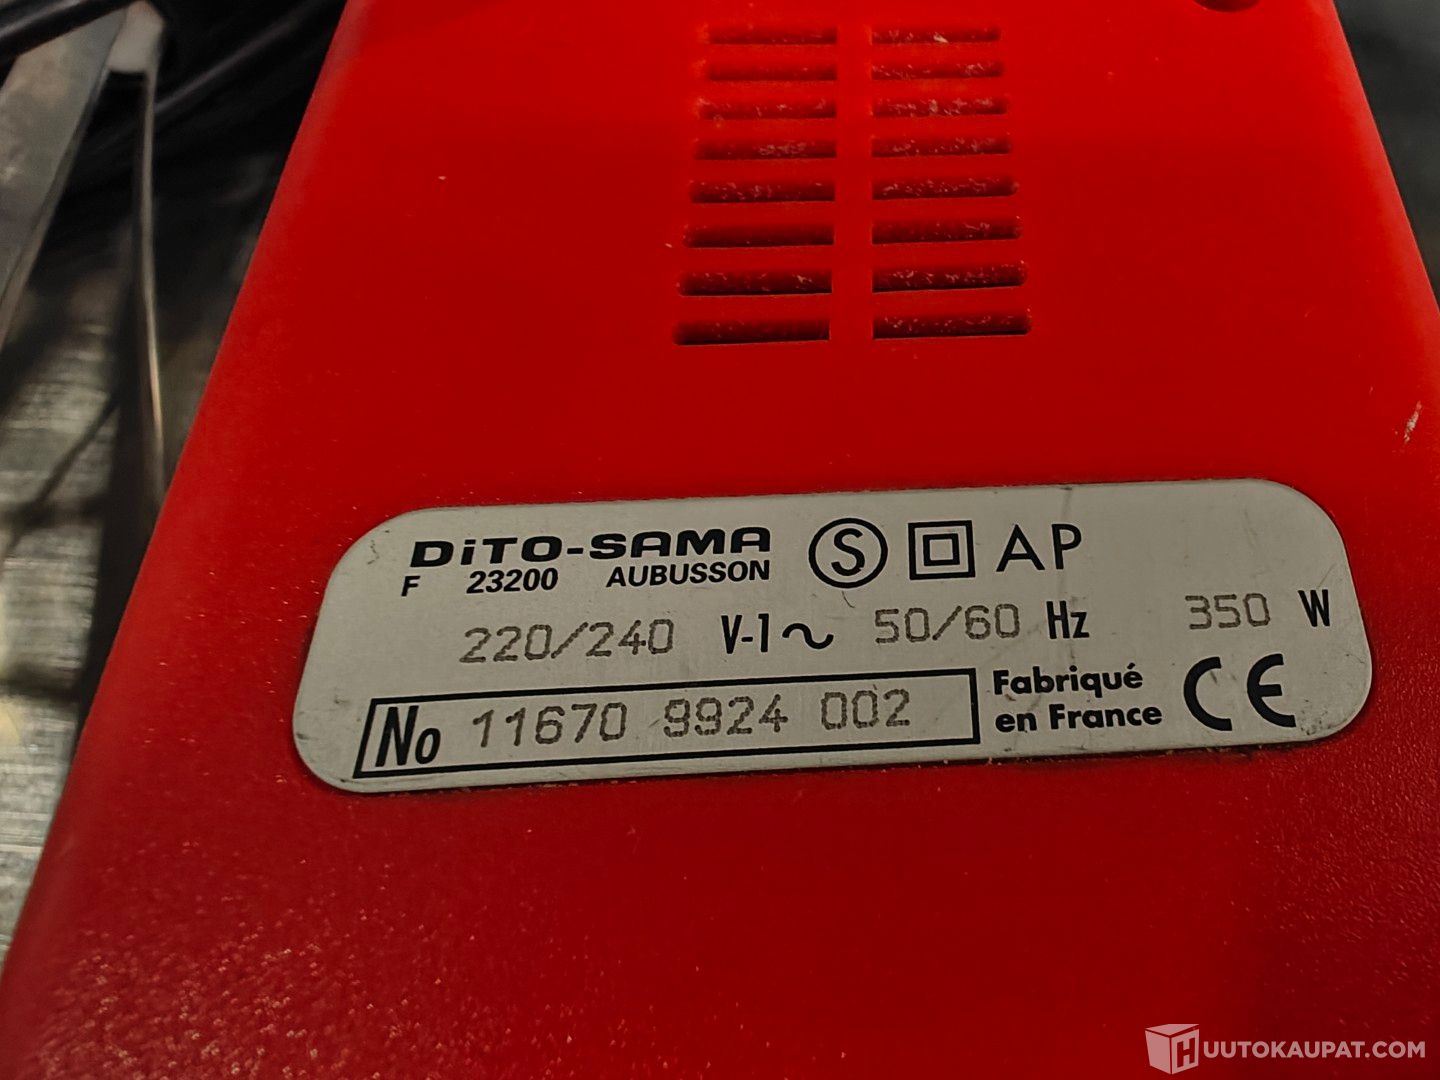 DiTO-SAMA S AP
F 23200 AUBUSSON
220/240 V-1~ 50/60 Hz 350 W
No 11670 9924 002 Fabriqué
en France CE
HUUTOKAUPAT.COM